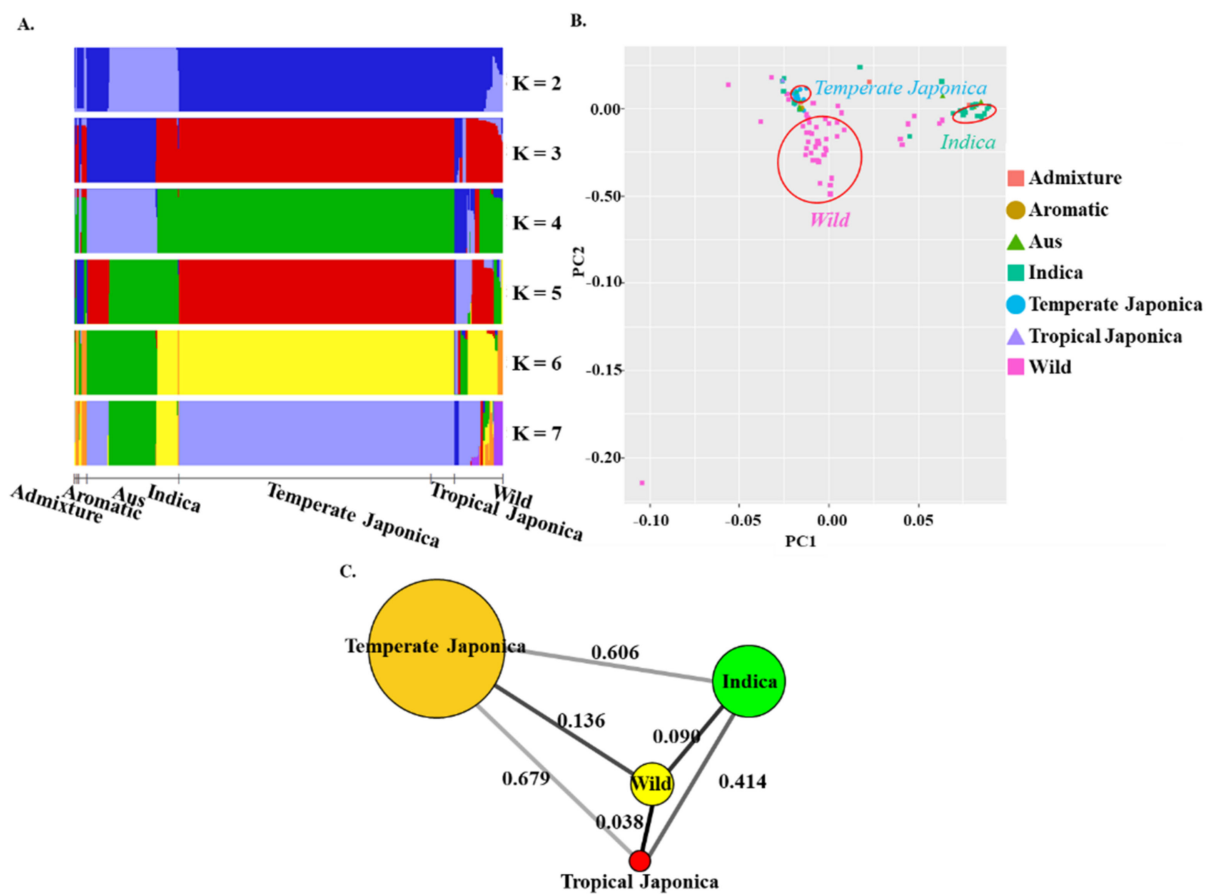 A.
K = 2
K = 3
K = 4
K = 5
K = 6
K = 7
Admixture
Aromatic
Aus
Indica
Temperate Japonica
Tropical Japonica
Wild
B.
PC2
0.00
-0.50
-0.10
-0.15
-0.20
-0.10
-0.05
0.00
0.05
PC1
Temperate Japonica
Indica
Wild
Admixture
Aromatic
Aus
Indica
Temperate Japonica
Tropical Japonica
Wild
C.
Temperate Japonica
0.606
Indica
0.136
0.090
0.679
Wild
0.414
0.038
Tropical Japonica